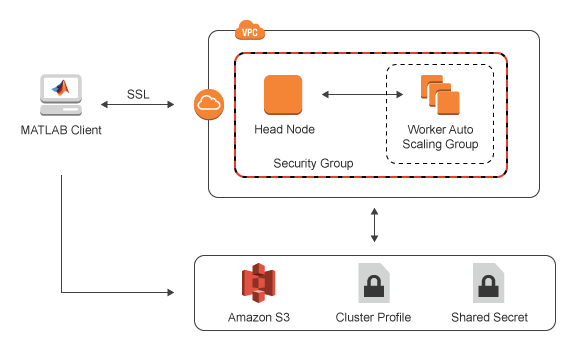 VPC
SSL
MATLAB Client
Head Node
Worker Auto
Scaling Group
Security Group
Amazon S3
Cluster Profile
Shared Secret